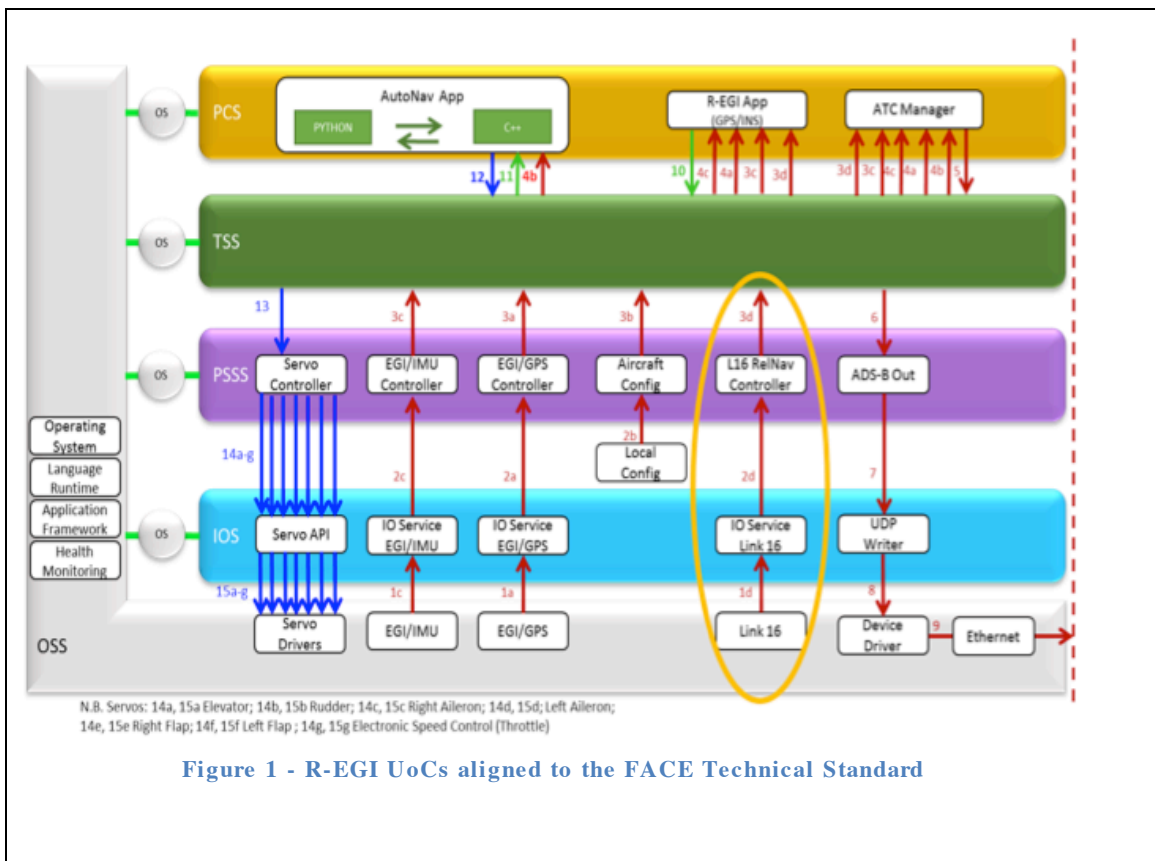 AutoNav App
PYTHON
C++
R-EGI App
(GPS/INS)
ATC Manager
OS
PCS
12
11
4b
10
4c
4a
3c
3d
3d
3c
4c
4a
4b
5
OS
TSS
13
3c
3a
3b
3d
6
OS
PSSS
Servo
Controller
EGI/IMU
Controller
EGI/GPS
Controller
Aircraft
Config
L16 RelNav
Controller
ADS-B Out
Operating
System
Language
Runtime
Application
Framework
Health
Monitoring
14a-g
2c
2a
2b
Local
Config
2d
7
OS
IOS
Servo API
IO Service
EGI/IMU
IO Service
EGI/GPS
IO Service
Link 16
UDP
Writer
15a-g
1c
1a
1d
8
OSS
Servo
Drivers
EGI/IMU
EGI/GPS
Link 16
Device
Driver
9
Ethernet
N.B. Servos: 14a, 15a Elevator; 14b, 15b Rudder; 14c, 15c Right Aileron; 14d, 15d; Left Aileron;
14e, 15e Right Flap; 14f, 15f Left Flap ; 14g, 15g Electronic Speed Control (Throttle)
Figure 1 - R-EGI UoCs aligned to the FACE Technical Standard